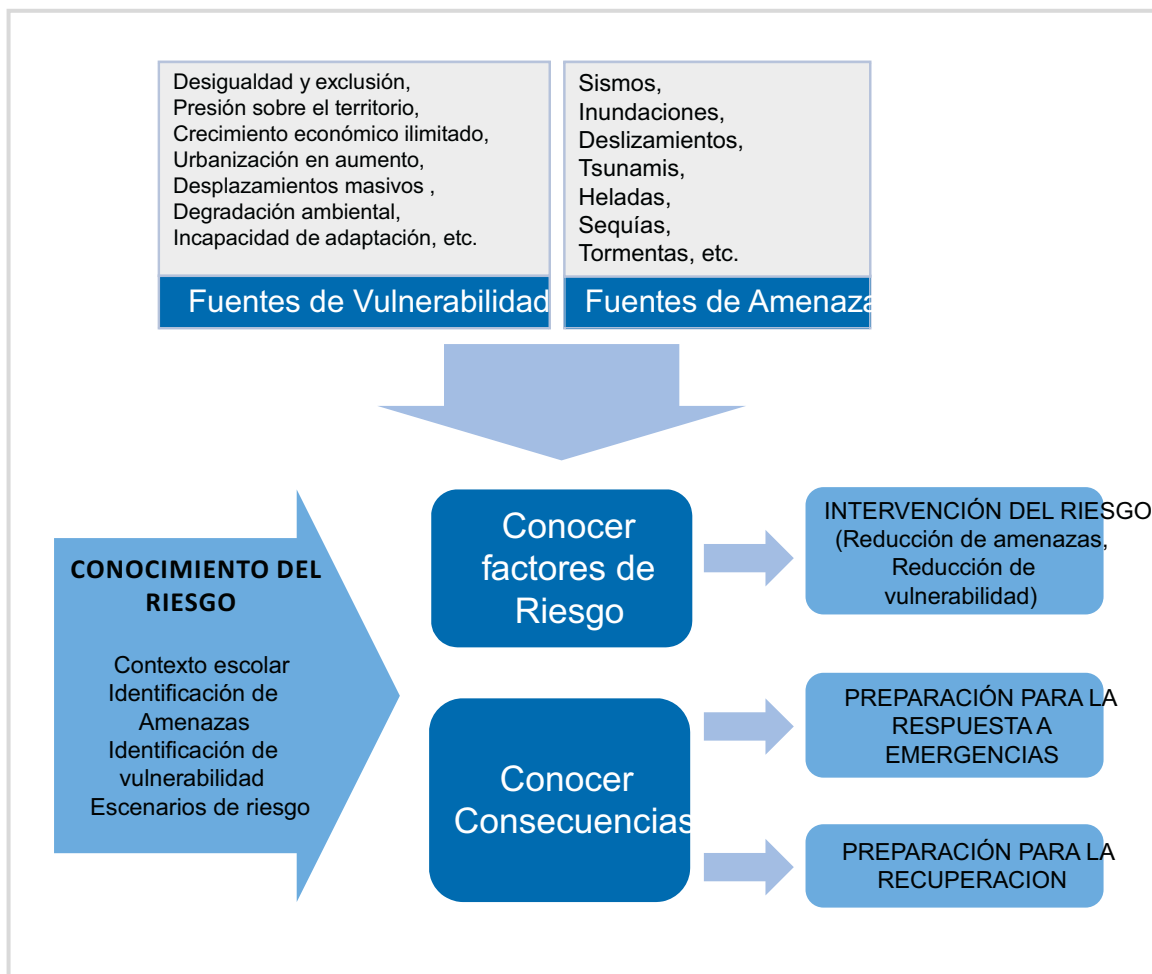 Desigualdad y exclusión,
Presión sobre el territorio,
Crecimiento económico ilimitado,
Urbanización en aumento,
Desplazamientos masivos ,
Degradación ambiental,
Incapacidad de adaptación, etc.
Fuentes de Vulnerabilidad
Sismos,
Inundaciones,
Deslizamientos,
Tsunamis,
Heladas,
Sequías,
Tormentas, etc.
Fuentes de Amenaza
CONOCIMIENTO DEL
RIESGO
Contexto escolar
Identificación de
Amenazas
Identificación de
vulnerabilidad
Escenarios de riesgo
Conocer
factores de
Riesgo
INTERVENCIÓN DEL RIESGO
(Reducción de amenazas,
Reducción de
vulnerabilidad)
Conocer
Consecuencias
PREPARACIÓN PARA LA
RESPUESTA A
EMERGENCIAS
PREPARACIÓN PARA LA
RECUPERACION